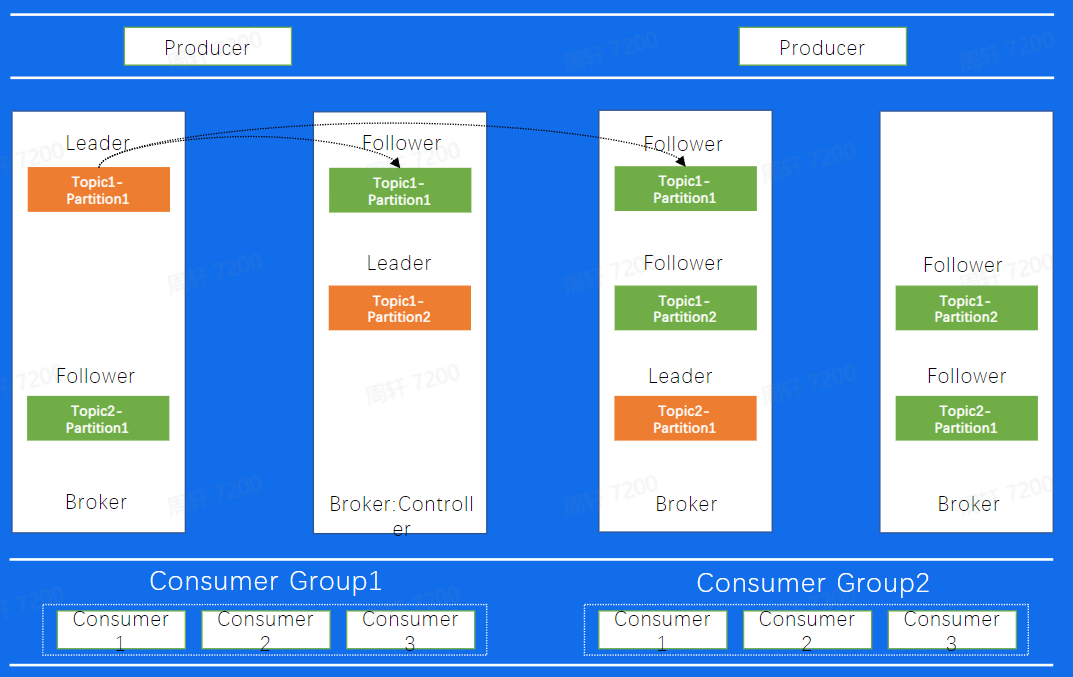 Producer
Producer
Leader
Topic1-
Partition1
Follower
Topic2-
Partition1
Broker
Follower
Topic1-
Partition1
Leader
Topic1-
Partition2
Broker:Controll
er
Follower
Topic1-
Partition1
Follower
Topic1-
Partition2
Leader
Topic2-
Partition1
Broker
Follower
Topic1-
Partition2
Follower
Topic2-
Partition1
Broker
Consumer Group1
Consumer
1
Consumer
2
Consumer
3
Consumer Group2
Consumer
1
Consumer
2
Consumer
3
周轩 7200